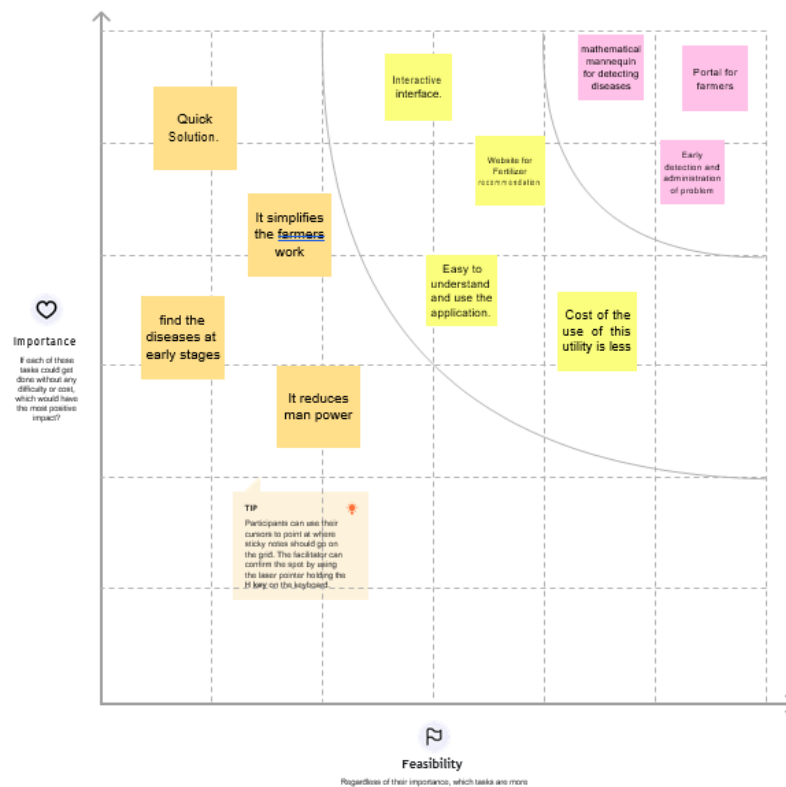 Quick
Solution.
Interactive
interface.
mathematical
mannequin
for detecting
diseases
Portal for
farmers
Website for
Fertilizer
recommendation
Early
detection and
administration
of problem
It simplifies
the farmers
work
Easy to
understand
and use the
application.
Cost of the
use of this
utility is less
find the
diseases at
early stages
It reduces
man power
Importance
If each of these
tasks could get
done without any
difficulty or cost,
which would have
the most positive
impact?
TIP
Participants can use their
cursors to point at where
sticky notes should go on
the grid. The facilitator can
confirm the spot by using
the laser pointer holding the
H key on the keyboard.
Feasibility
Regardless of their importance, which tasks are more